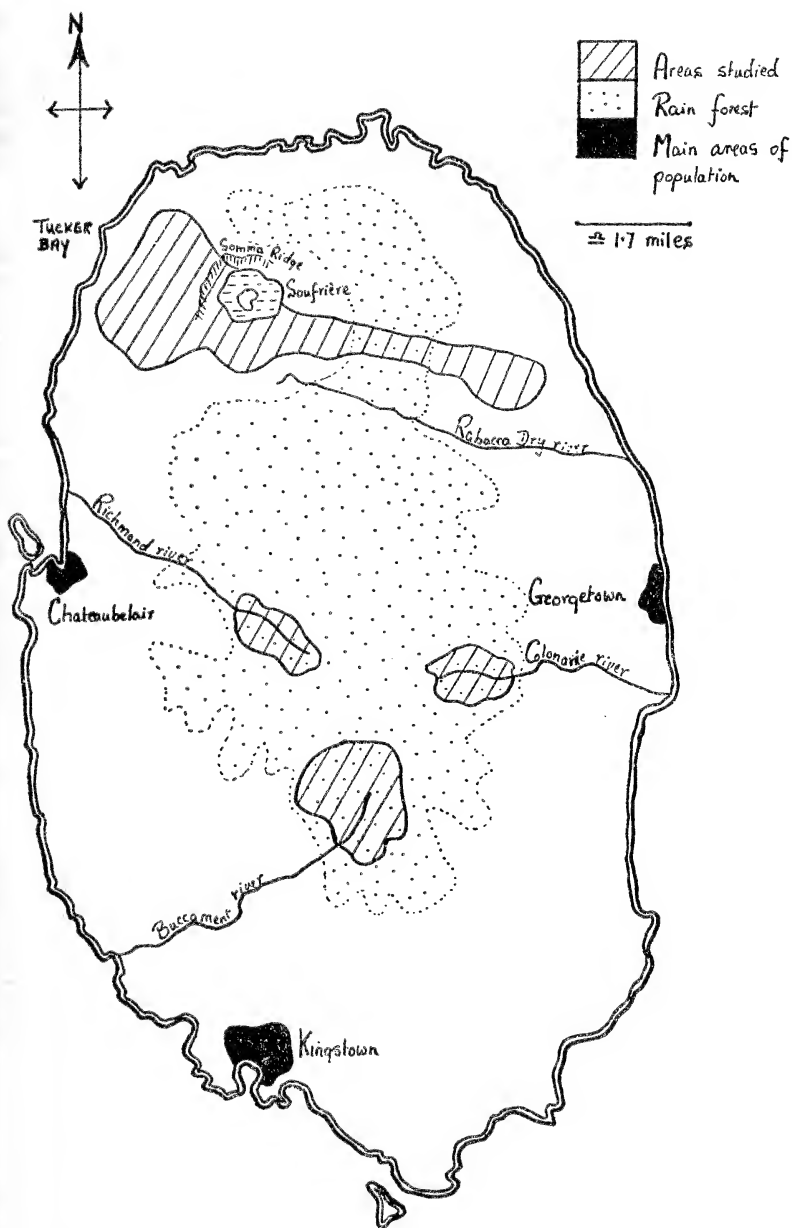 N
Areas studied
Rain forest
Main areas of
population
≏ 1·7 miles
TUCKER
BAY
Somma Ridge
Soufrière
Rabacca Dry river
Richmond river
Chateaubelair
Georgetown
Colonarie river
Buccament river
Kingstown